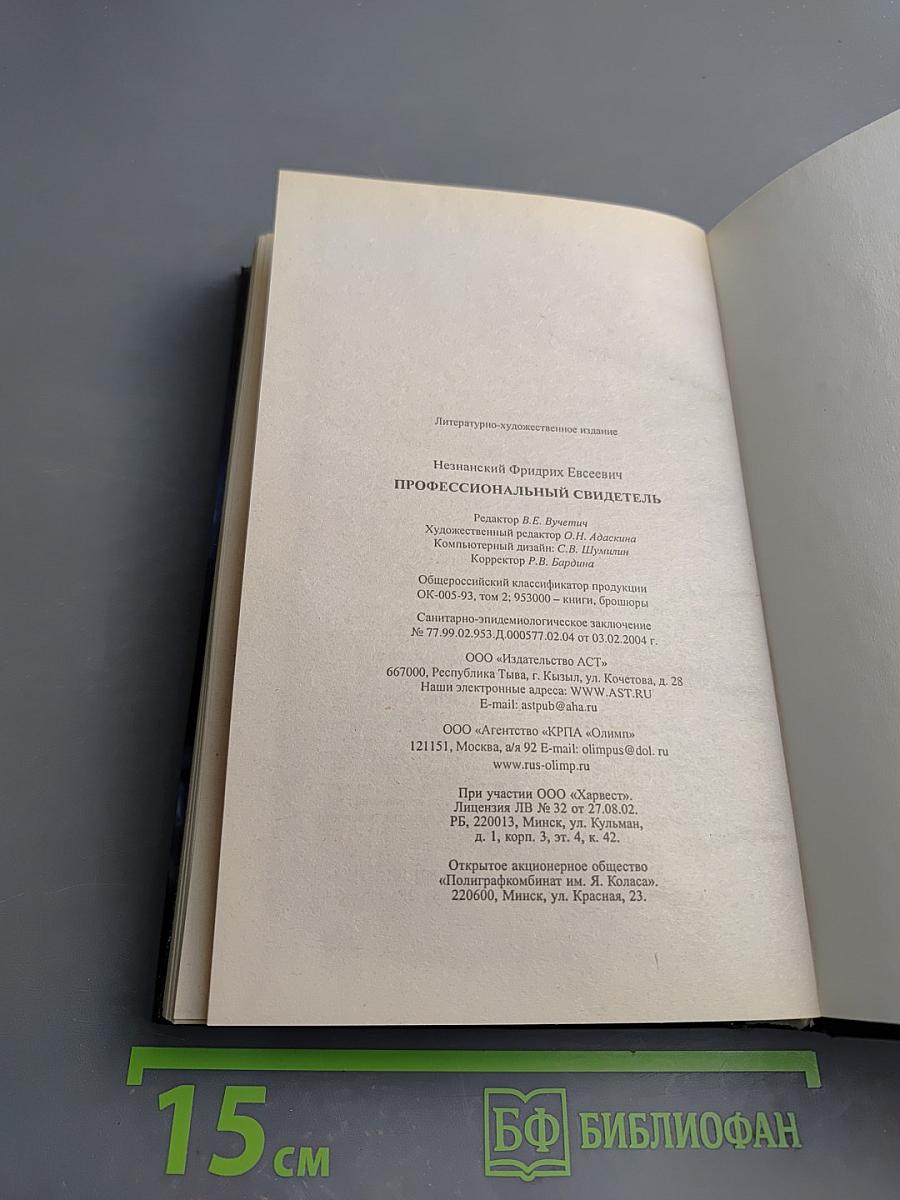 Литературно-художественное издание
Незнанский Фридрих Евсеевич
ПРОФЕССИОНАЛЬНЫЙ СВИДЕТЕЛЬ
Редактор В.Е. Вучетич
Художественный редактор О.Н. Адаскина
Компьютерный дизайн: С.В. Шумилин
Корректор Р.В. Бардина
Общероссийский классификатор продукции
ОК-005-93, том 2; 953000 – книги, брошюры
Санитарно-эпидемиологическое заключение
№ 77.99.02.953.Д.000577.02.04 от 03.02.2004 г.
ООО «Издательство АСТ»
667000, Республика Тыва, г. Кызыл, ул. Кочетова, д. 28
Наши электронные адреса: WWW.AST.RU
E-mail: astpub@aha.ru
ООО «Агентство «КРПА «Олимп»
121151, Москва, а/я 92 E-mail: olimpus@dol. ru
www.rus-olimp.ru
При участии ООО «Харвест».
Лицензия ЛВ № 32 от 27.08.02.
РБ, 220013, Минск, ул. Кульман,
д. 1, корп. 3, эт. 4, к. 42.
Открытое акционерное общество
«Полиграфкомбинат им. Я. Коласа».
220600, Минск, ул. Красная, 23.
15 см
БФ БИБЛИОФАН